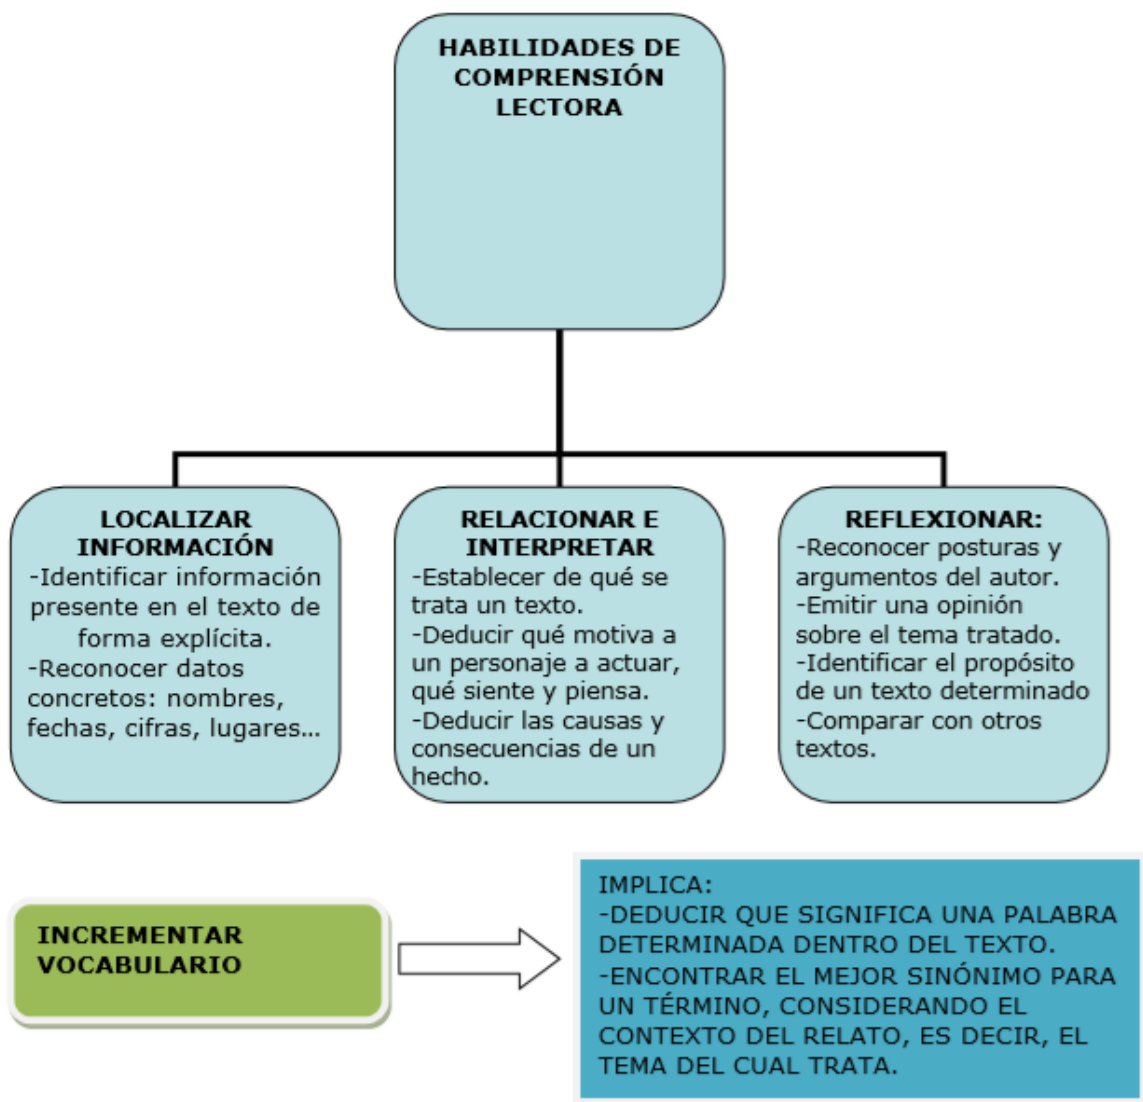 HABILIDADES DE
COMPRENSIÓN
LECTORA
LOCALIZAR
INFORMACIÓN
-Identificar información
presente en el texto de
forma explícita.
-Reconocer datos
concretos: nombres,
fechas, cifras, lugares...
RELACIONAR E
INTERPRETAR
-Establecer de qué se
trata un texto.
-Deducir qué motiva a
un personaje a actuar,
qué siente y piensa.
-Deducir las causas y
consecuencias de un
hecho.
REFLEXIONAR:
-Reconocer posturas y
argumentos del autor.
-Emitir una opinión
sobre el tema tratado.
-Identificar el propósito
de un texto determinado
-Comparar con otros
textos.
INCREMENTAR
VOCABULARIO
IMPLICA:
-DEDUCIR QUE SIGNIFICA UNA PALABRA
DETERMINADA DENTRO DEL TEXTO.
-ENCONTRAR EL MEJOR SINÓNIMO PARA
UN TÉRMINO, CONSIDERANDO EL
CONTEXTO DEL RELATO, ES DECIR, EL
TEMA DEL CUAL TRATA.